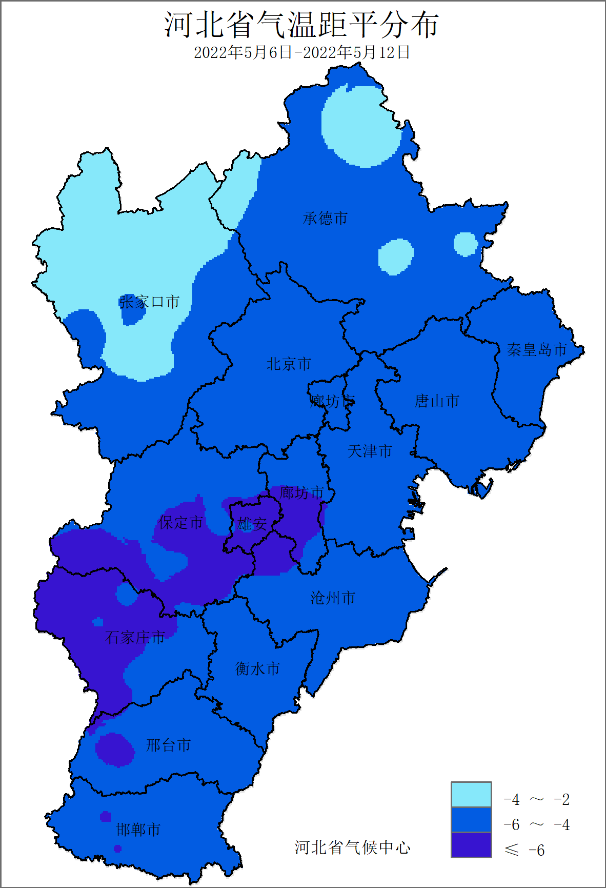 河北省气温距平分布
2022年5月6日-2022年5月12日
承德市
张家口市
秦皇岛市
北京市
廊坊市
唐山市
天津市
廊坊市
保定市
雄安
沧州市
石家庄市
衡水市
邢台市
邯郸市
-4 ～ -2
-6 ～ -4
≤ -6
河北省气候中心